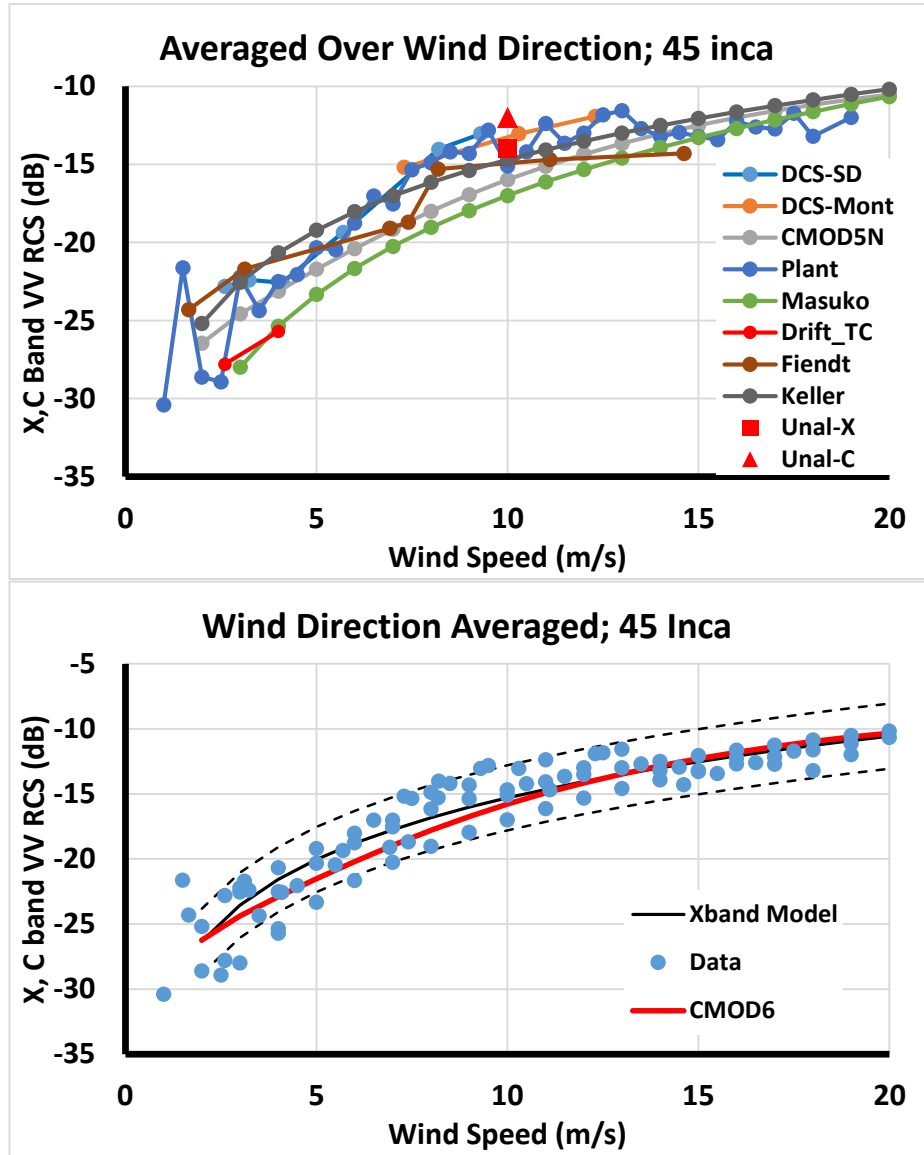 Averaged Over Wind Direction; 45 inca
X,C Band VV RCS (dB)
-10
-15
-20
-25
-30
-35
0
5
10
15
20
Wind Speed (m/s)
DCS-SD
DCS-Mont
CMOD5N
Plant
Masuko
Drift_TC
Fiendt
Keller
Unal-X
Unal-C
Wind Direction Averaged; 45 Inca
X, C band VV RCS (dB)
-5
-10
-15
-20
-25
-30
-35
0
5
10
15
20
Wind Speed (m/s)
Xband Model
Data
CMOD6